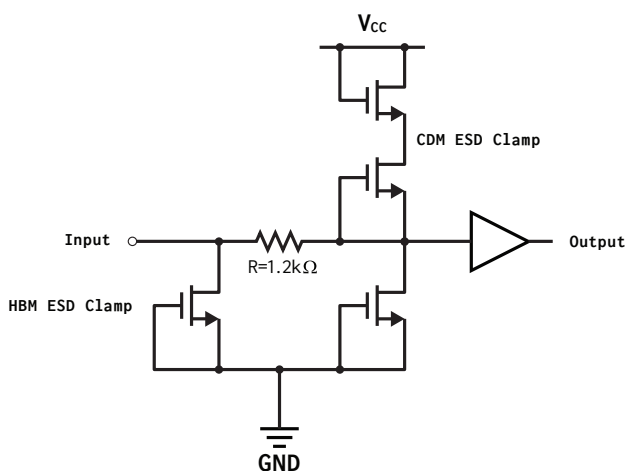 VCC
CDM ESD Clamp
Input
R=1.2kΩ
Output
HBM ESD Clamp
GND